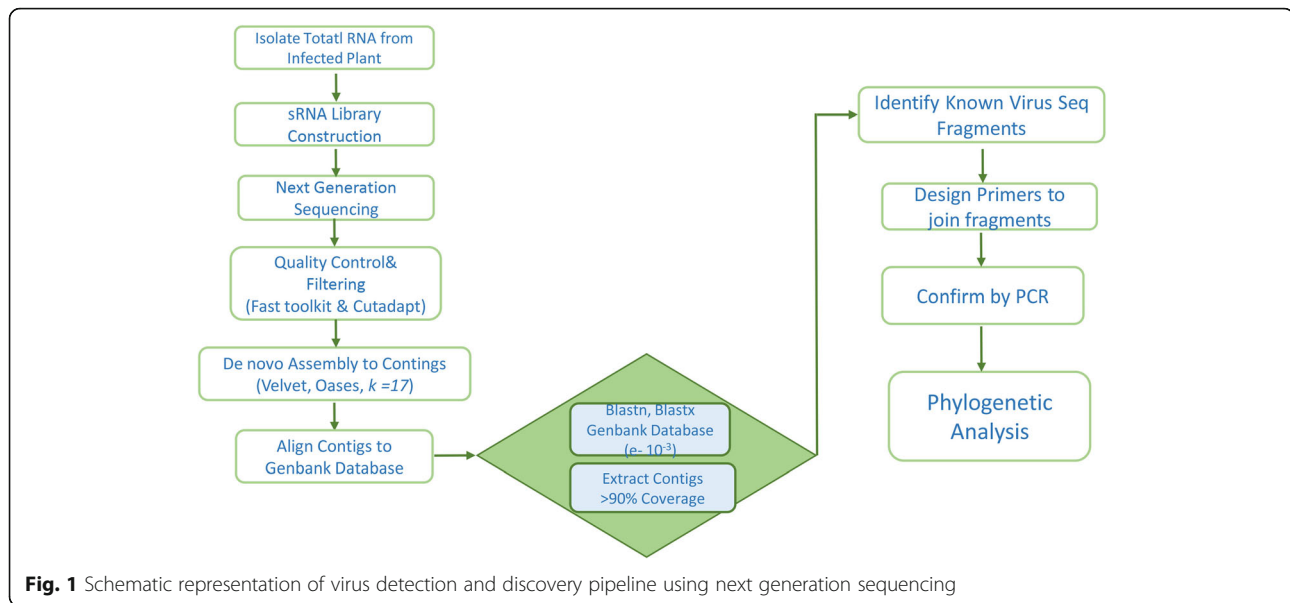 Isolate Totatl RNA from
Infected Plant
sRNA Library
Construction
Next Generation
Sequencing
Quality Control&
Filtering
(Fast toolkit & Cutadapt)
De novo Assembly to Contings
(Velvet, Oases, k =17)
Align Contigs to
Genbank Database
Blastn, Blastx
Genbank Database
(e- 10⁻³)
Extract Contigs
>90% Coverage
Identify Known Virus Seq
Fragments
Design Primers to
join fragments
Confirm by PCR
Phylogenetic
Analysis
Fig. 1 Schematic representation of virus detection and discovery pipeline using next generation sequencing